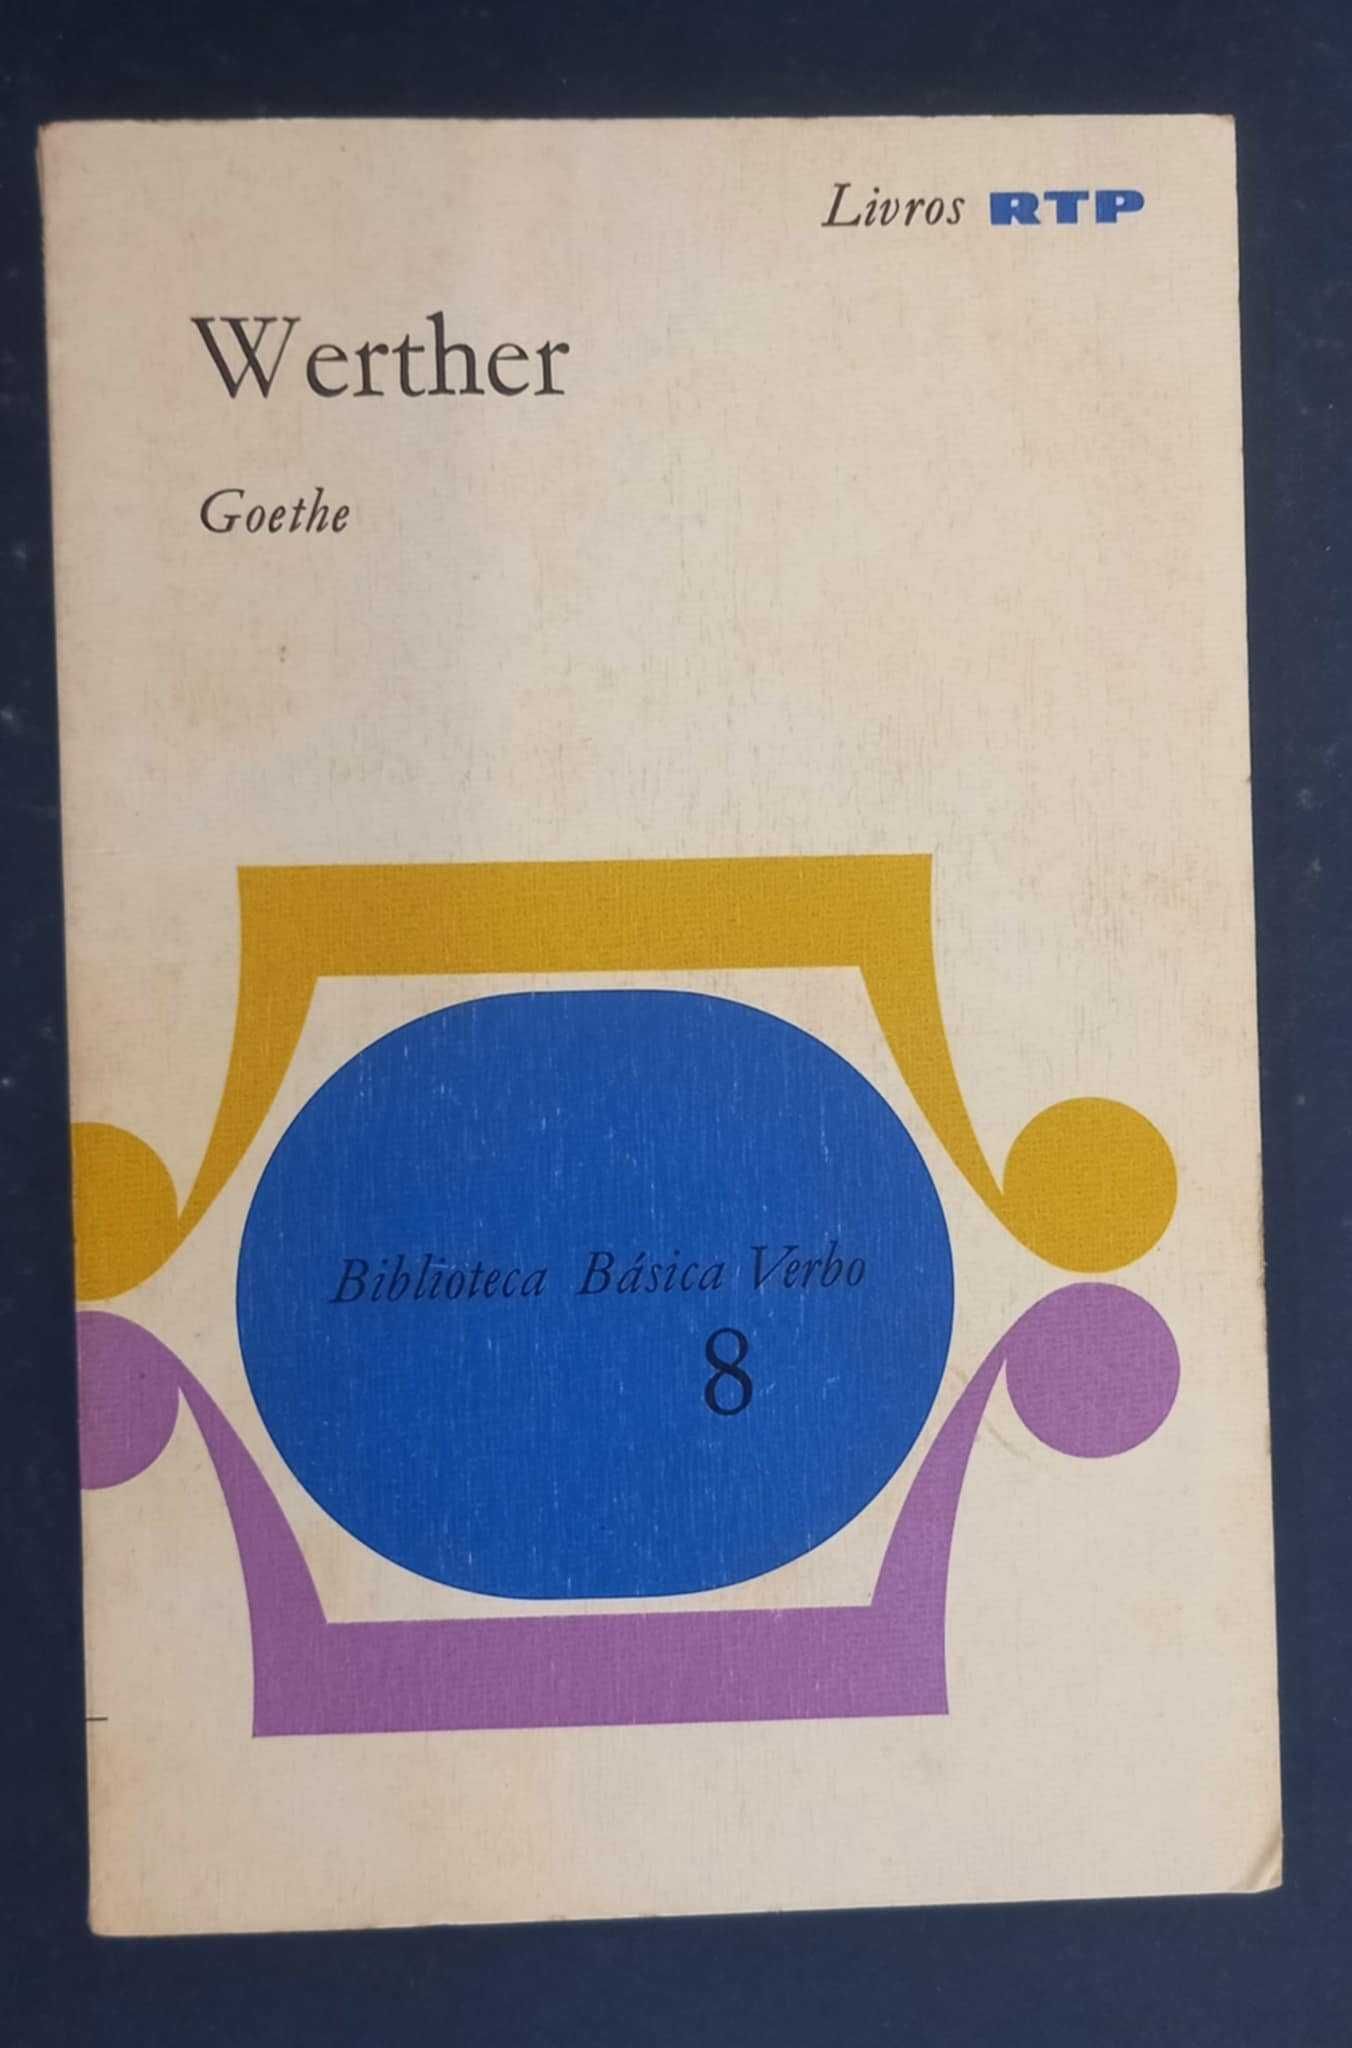 Livros RTP
Werther
Goethe
Biblioteca Básica Verbo
8